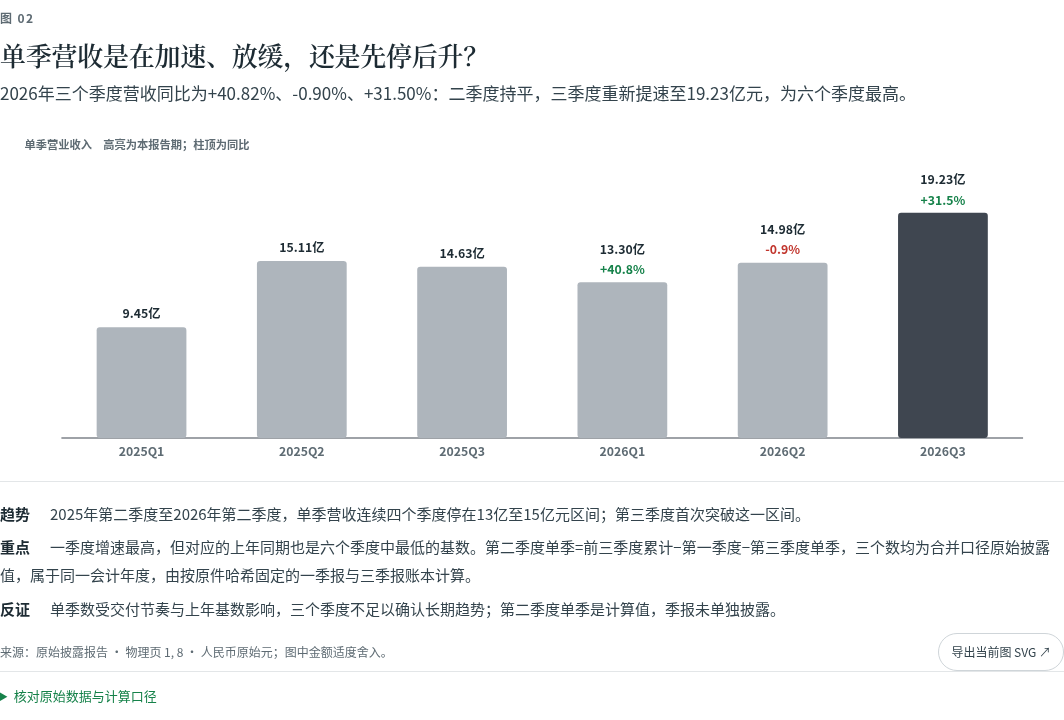 图 02
单季营收是在加速、放缓，还是先停后升？
2026年三个季度营收同比为+40.82%、-0.90%、+31.50%：二季度持平，三季度重新提速至19.23亿元，为六个季度最高。
单季营业收入 高亮为本报告期；柱顶为同比
19.23亿
+31.5%
14.98亿
-0.9%
15.11亿
14.63亿
13.30亿
+40.8%
9.45亿
2025Q1 2025Q2 2025Q3 2026Q1 2026Q2 2026Q3
趋势 2025年第二季度至2026年第二季度，单季营收连续四个季度停在13亿至15亿元区间；第三季度首次突破这一区间。
重点 一季度增速最高，但对应的上年同期也是六个季度中最低的基数。第二季度单季=前三季度累计−第一季度−第三季度单季，三个数均为合并口径原始披露
值，属于同一会计年度，由按原件哈希固定的一季报与三季报账本计算。
反证 单季数受交付节奏与上年基数影响，三个季度不足以确认长期趋势；第二季度单季是计算值，季报未单独披露。
来源：原始披露报告 · 物理页 1, 8 · 人民币原始元；图中金额适度舍入。
导出当前图 SVG ↗
▶ 核对原始数据与计算口径